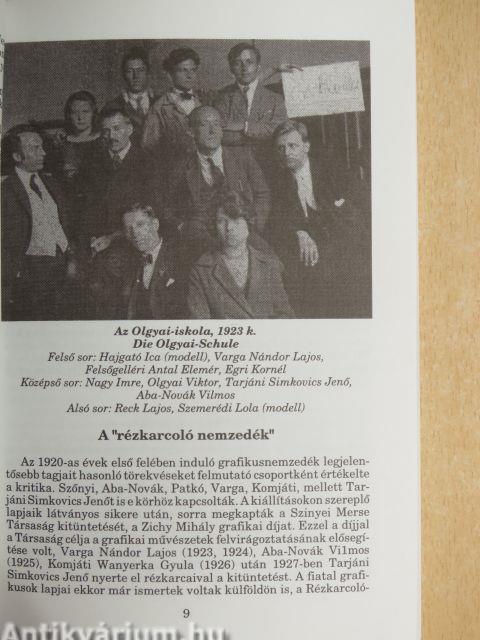 Az Olgyai-iskola, 1923 k.
Die Olgyai-Schule
Felső sor: Hajgató Ica (modell), Varga Nándor Lajos,
Felsőgelléri Antal Elemér, Egri Kornél
Középső sor: Nagy Imre, Olgyai Viktor, Tarjáni Simkovics Jenő,
Aba-Novák Vilmos
Alsó sor: Reck Lajos, Szemerédi Lola (modell)
A "rézkarcoló nemzedék"
Az 1920-as évek első felében induló grafikusnemzedék legjelen-
tősebb tagjait hasonló törekvéseket felmutató csoportként értékelte
a kritika. Szőnyi, Aba-Novák, Patkó, Varga, Komjáti, mellett Tar-
jáni Simkovics Jenőt is e körhöz kapcsolták. A kiállításokon szereplő
lapjaik látványos sikere után, sorra megkapták a Szinyei Merse
Társaság kitüntetését, a Zichy Mihály grafikai díjat. Ezzel a díjjal
a Társaság célja a grafikai művészetek felvirágoztatásának elősegí-
tése volt, Varga Nándor Lajos (1923, 1924), Aba-Novák Vi1mos
(1925), Komjáti Wanyerka Gyula (1926) után 1927-ben Tarjáni
Simkovics Jenő nyerte el rézkarcaival a kitüntetést. A fiatal grafi-
kusok lapjai ekkor már ismertek voltak külföldön is, a Rézkarcoló-
9
Antikvárium.hu